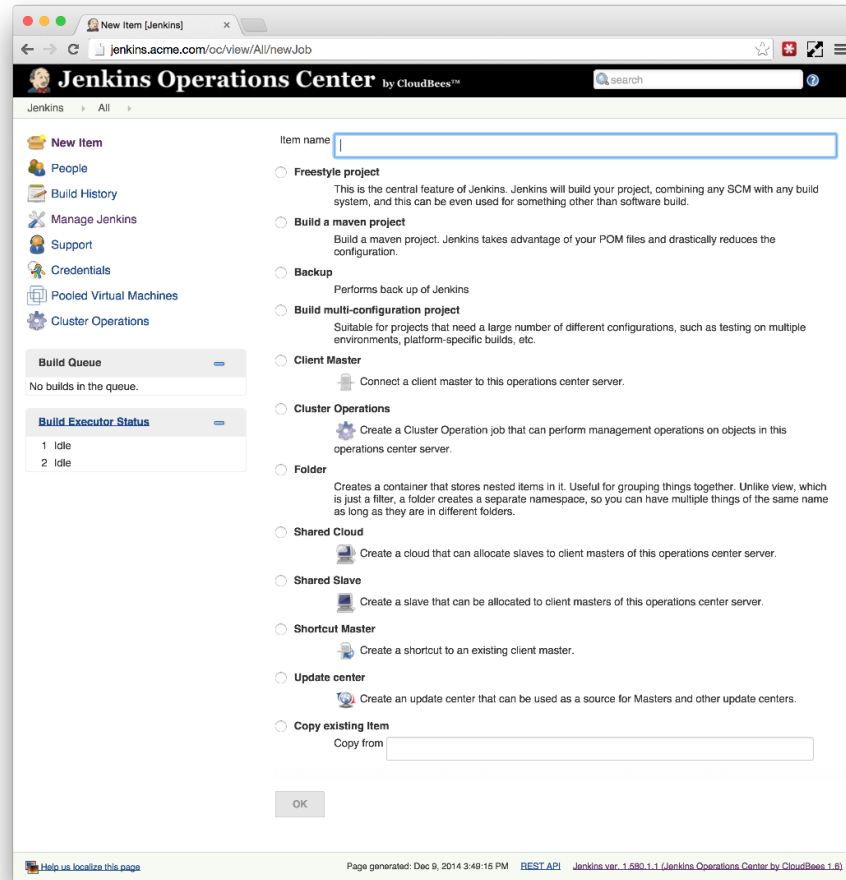 New Item [Jenkins]
jenkins.acme.com/oc/view/All/newJob
Jenkins Operations Center by CloudBees™
search
Jenkins All
New Item
People
Build History
Manage Jenkins
Support
Credentials
Pooled Virtual Machines
Cluster Operations
Build Queue
No builds in the queue.
Build Executor Status
1 Idle
2 Idle
Item name
Freestyle project
This is the central feature of Jenkins. Jenkins will build your project, combining any SCM with any build
system, and this can be even used for something other than software build.
Build a maven project
Build a maven project. Jenkins takes advantage of your POM files and drastically reduces the
configuration.
Backup
Performs back up of Jenkins
Build multi-configuration project
Suitable for projects that need a large number of different configurations, such as testing on multiple
environments, platform-specific builds, etc.
Client Master
Connect a client master to this operations center server.
Cluster Operations
Create a Cluster Operation job that can perform management operations on objects in this
operations center server.
Folder
Creates a container that stores nested items in it. Useful for grouping things together. Unlike view, which
is just a filter, a folder creates a separate namespace, so you can have multiple things of the same name
as long as they are in different folders.
Shared Cloud
Create a cloud that can allocate slaves to client masters of this operations center server.
Shared Slave
Create a slave that can be allocated to client masters of this operations center server.
Shortcut Master
Create a shortcut to an existing client master.
Update center
Create an update center that can be used as a source for Masters and other update centers.
Copy existing Item
Copy from
OK
Help us localize this page
Page generated: Dec 9, 2014 3:49:15 PM REST API Jenkins ver. 1.580.1.1 (Jenkins Operations Center by CloudBees 1.6)